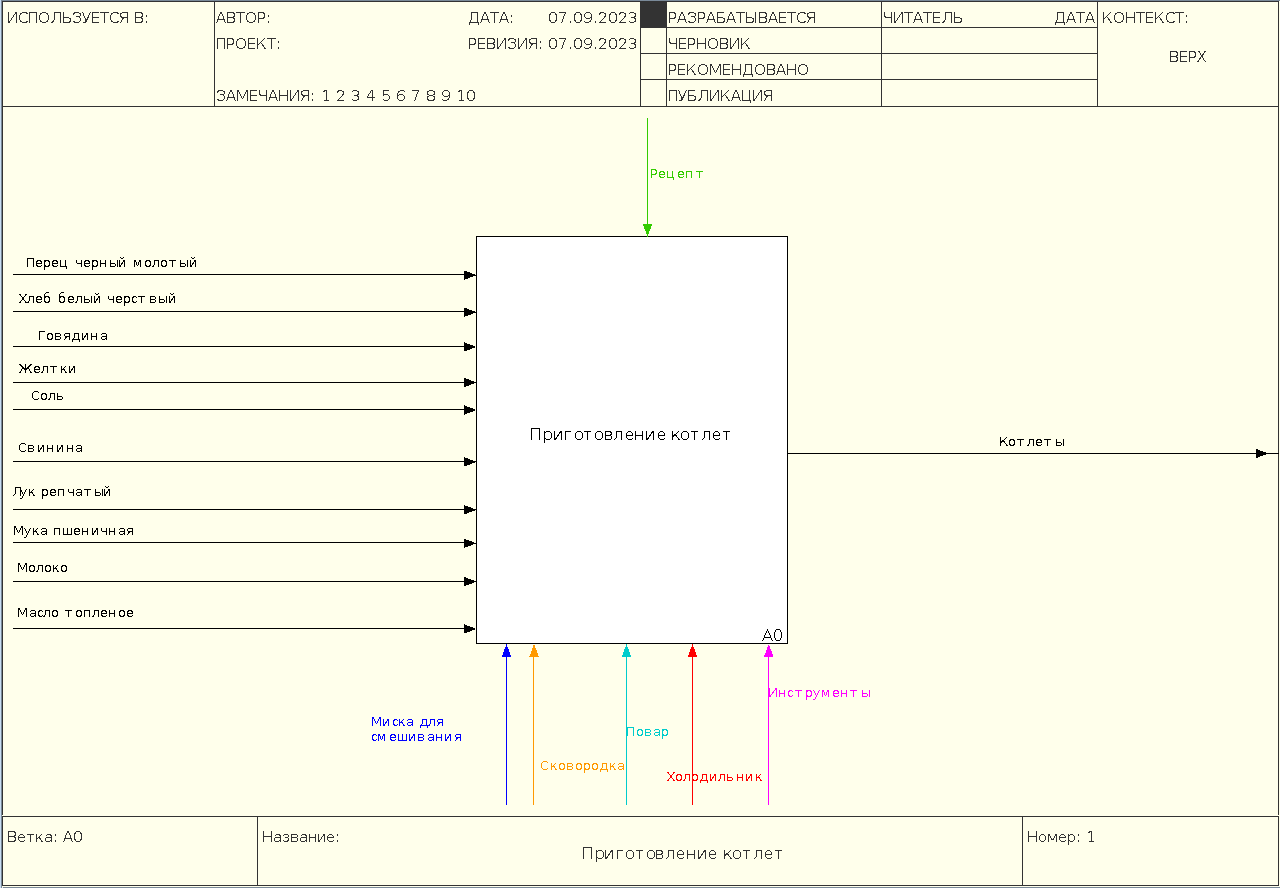 ИСПОЛЬЗУЕТСЯ В:
АВТОР:
ДАТА: 07.09.2023
ПРОЕКТ:
РЕВИЗИЯ: 07.09.2023
ЗАМЕЧАНИЯ: 1 2 3 4 5 6 7 8 9 10
РАЗРАБАТЫВАЕТСЯ
ЧЕРНОВИК
РЕКОМЕНДОВАНО
ПУБЛИКАЦИЯ
ЧИТАТЕЛЬ
ДАТА
КОНТЕКСТ:
ВЕРХ
Рецепт
Перец черный молотый
Хлеб белый черствый
Говядина
Желтки
Соль
Свинина
Лук репчатый
Мука пшеничная
Молоко
Масло топленое
Приготовление котлет
A0
Котлеты
Миска для
смешивания
Сковородка
Повар
Холодильник
Инструменты
Ветка: A0
Название:
Приготовление котлет
Номер: 1